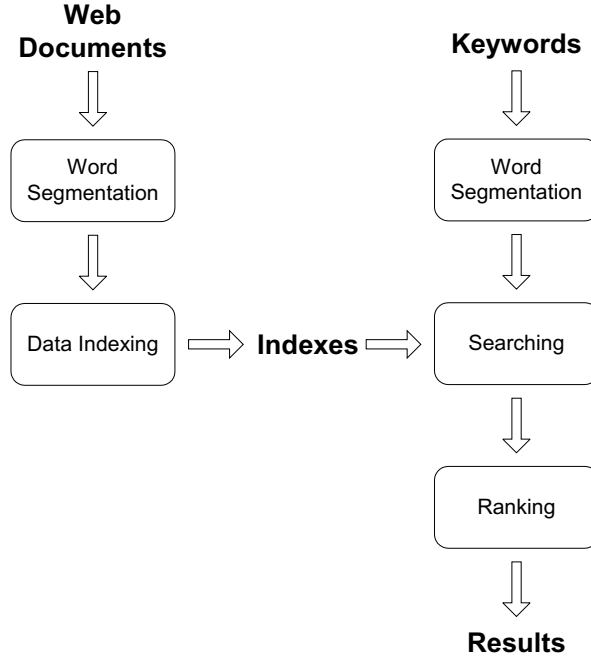 Web
Documents
Word
Segmentation
Data Indexing
Indexes
Keywords
Word
Segmentation
Searching
Ranking
Results